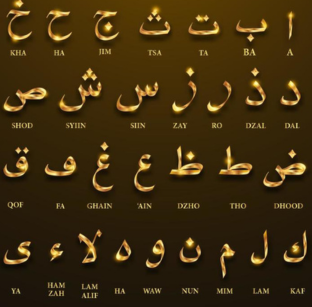 ا ب ت ث ج ح خ
KHA HA JIM TSA TA BA A
د ذ ر ز س ش ص
SHOD SYIIN SIIN ZAY RO DZAL DAL
ض ط ظ ع غ ف ق
QOF FA GHAIN 'AIN DZHO THO DHOOD
ك ل م ن و ه لا ء ى
YA HAM ZAH LAM ALIF HA WAW NUN MIM LAM KAF